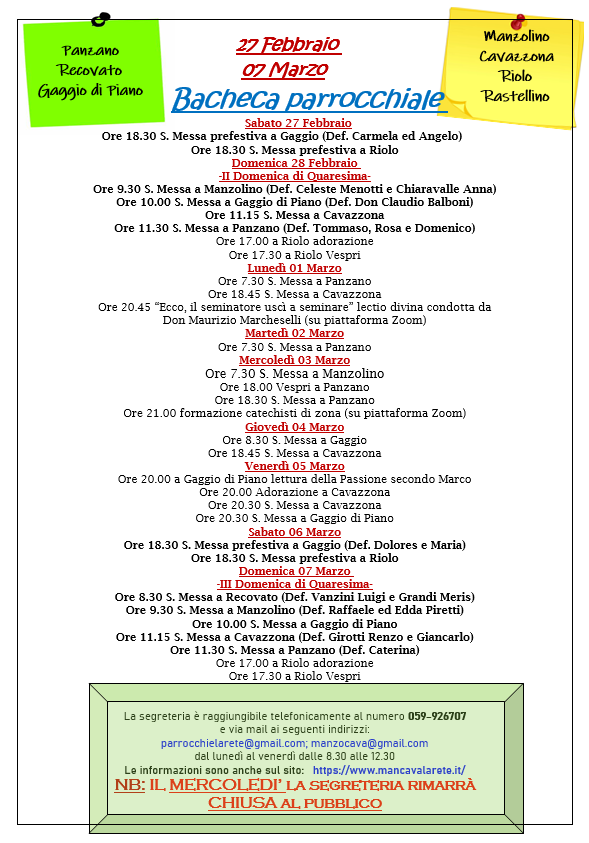 Panzano
Recovato
Gaggio di Piano
27 Febbraio
07 Marzo
Manzolino
Cavazzona
Riolo
Rastellino
Bacheca parrocchiale
Sabato 27 Febbraio
Ore 18.30 S. Messa prefestiva a Gaggio (Def. Carmela ed Angelo)
Ore 18.30 S. Messa prefestiva a Riolo
Domenica 28 Febbraio
-II Domenica di Quaresima-
Ore 9.30 S. Messa a Manzolino (Def. Celeste Menotti e Chiaravalle Anna)
Ore 10.00 S. Messa a Gaggio di Piano (Def. Don Claudio Balboni)
Ore 11.15 S. Messa a Cavazzona
Ore 11.30 S. Messa a Panzano (Def. Tommaso, Rosa e Domenico)
Ore 17.00 a Riolo adorazione
Ore 17.30 a Riolo Vespri
Lunedì 01 Marzo
Ore 7.30 S. Messa a Panzano
Ore 18.45 S. Messa a Cavazzona
Ore 20.45 “Ecco, il seminatore uscì a seminare” lectio divina condotta da
Don Maurizio Marcheselli (su piattaforma Zoom)
Martedì 02 Marzo
Ore 7.30 S. Messa a Panzano
Mercoledì 03 Marzo
Ore 7.30 S. Messa a Manzolino
Ore 18.00 Vespri a Panzano
Ore 18.30 S. Messa a Panzano
Ore 21.00 formazione catechisti di zona (su piattaforma Zoom)
Giovedì 04 Marzo
Ore 8.30 S. Messa a Gaggio
Ore 18.45 S. Messa a Cavazzona
Venerdì 05 Marzo
Ore 20.00 a Gaggio di Piano lettura della Passione secondo Marco
Ore 20.00 Adorazione a Cavazzona
Ore 20.30 S. Messa a Cavazzona
Ore 20.30 S. Messa a Gaggio di Piano
Sabato 06 Marzo
Ore 18.30 S. Messa prefestiva a Gaggio (Def. Dolores e Maria)
Ore 18.30 S. Messa prefestiva a Riolo
Domenica 07 Marzo
-III Domenica di Quaresima-
Ore 8.30 S. Messa a Recovato (Def. Vanzini Luigi e Grandi Meris)
Ore 9.30 S. Messa a Manzolino (Def. Raffaele ed Edda Piretti)
Ore 10.00 S. Messa a Gaggio di Piano
Ore 11.15 S. Messa a Cavazzona (Def. Girotti Renzo e Giancarlo)
Ore 11.30 S. Messa a Panzano (Def. Caterina)
Ore 17.00 a Riolo adorazione
Ore 17.30 a Riolo Vespri
La segreteria è raggiungibile telefonicamente al numero 059-926707
e via mail ai seguenti indirizzi:
parrocchielarete@gmail.com; manzocava@gmail.com
dal lunedì al venerdì dalle 8.30 alle 12.30
Le informazioni sono anche sul sito: https://www.mancavalarete.it/
NB: IL MERCOLEDI’ LA SEGRETERIA RIMARRÀ
CHIUSA AL PUBBLICO